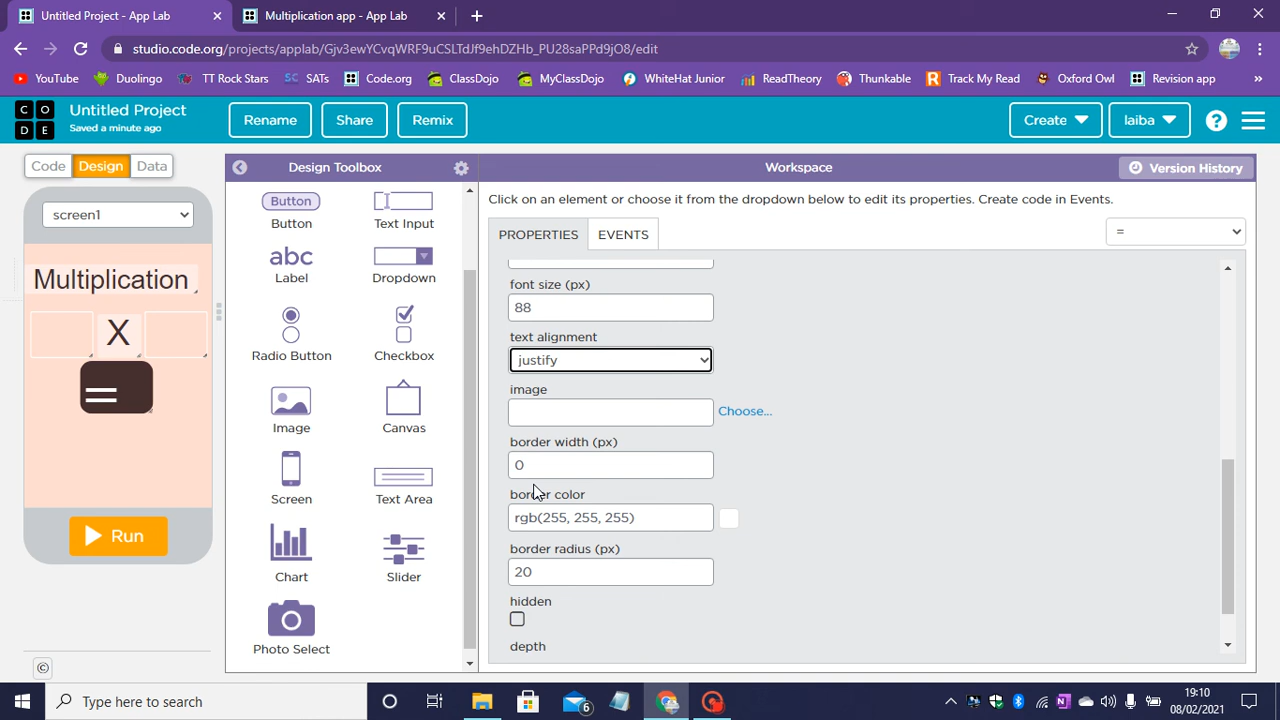 Untitled Project - App Lab
Multiplication app - App Lab
studio.code.org/projects/applab/Gjv3ewYCvqWRF9uCSLTdJf9ehDZHb_PU28saPPd9jO8/edit
YouTube
Duolingo
TT Rock Stars
SC SATs
Code.org
ClassDojo
MyClassDojo
WhiteHat Junior
ReadTheory
Thunkable
R Track My Read
Oxford Owl
Revision app
»
C O
D E
Untitled Project
Saved a minute ago
Rename
Share
Remix
Create
laiba
?
Code
Design
Data
Design Toolbox
Workspace
Version History
screen1
Multiplication
X
=
Run
©
Button
Button
Text Input
abc
Label
Dropdown
Radio Button
Checkbox
Image
Canvas
Screen
Text Area
Chart
Slider
Photo Select
Click on an element or choose it from the dropdown below to edit its properties. Create code in Events.
PROPERTIES
EVENTS
=
font size (px)
88
text alignment
justify
image
Choose...
border width (px)
0
border color
rgb(255, 255, 255)
border radius (px)
20
hidden
depth
Type here to search
6
19:10
08/02/2021